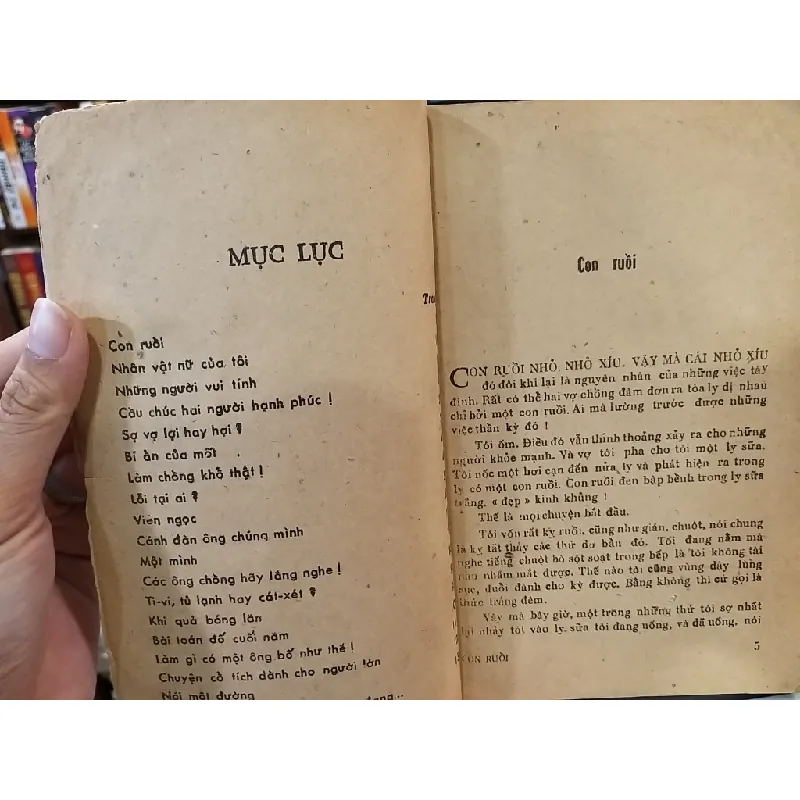 MỤC LỤC
Con ruồi
Nhân vật nữ của tôi
Những người vui tính
Cầu chúc hai người hạnh phúc !
Sợ vợ lợi hay hại ?
Bí ẩn của môi
Làm chồng khổ thật !
Lỗi tại ai ?
Viên ngọc
Cánh đàn ông chúng mình
Một mình
Các ông chồng hãy lắng nghe !
Ti-vi, tủ lạnh hay cát-xét ?
Khi quả bóng lăn
Bài toán đố cuối năm
Làm gì có một ông bố như thế !
Chuyện cổ tích dành cho người lớn
Nói một đường
Con ruồi
CON RUỒI NHỎ, NHỎ XÍU. VẬY MÀ CÁI NHỎ XÍU
đó đôi khi lại là nguyên nhân của những việc tày
đình. Rất có thể hai vợ chồng đâm đơn ra tòa ly dị nhau
chỉ bởi một con ruồi. Ai mà lường trước được những
việc thần kỳ đó !
Tôi ốm. Điều đó vẫn thỉnh thoảng xảy ra cho những
người khỏe mạnh. Và vợ tôi pha cho tôi một ly sữa.
Tôi nốc một hơi cạn đến nửa ly và phát hiện ra trong
ly có một con ruồi. Con ruồi đen bập bềnh trong ly sữa
trắng, « đẹp » kinh khủng !
Thế là mọi chuyện bắt đầu.
Tôi vốn rất kỵ ruồi, cũng như gián, chuột, nói chung
là kỵ tất thảy các thứ dơ bẩn đó. Tối đang nằm mà
nghe tiếng chuột bò sột soạt trong bếp là tôi không tài
nào nhắm mắt được. Thế nào tôi cũng vùng dậy lùng
sục, đuổi đánh cho kỳ được. Bằng không thì cứ gọi là
thức trắng đêm.
Vậy mà bây giờ, một trong những thứ tôi sợ nhất
lại nhảy tót vào ly sữa tôi đang uống, và đã uống, nói
5
CON RUỒI